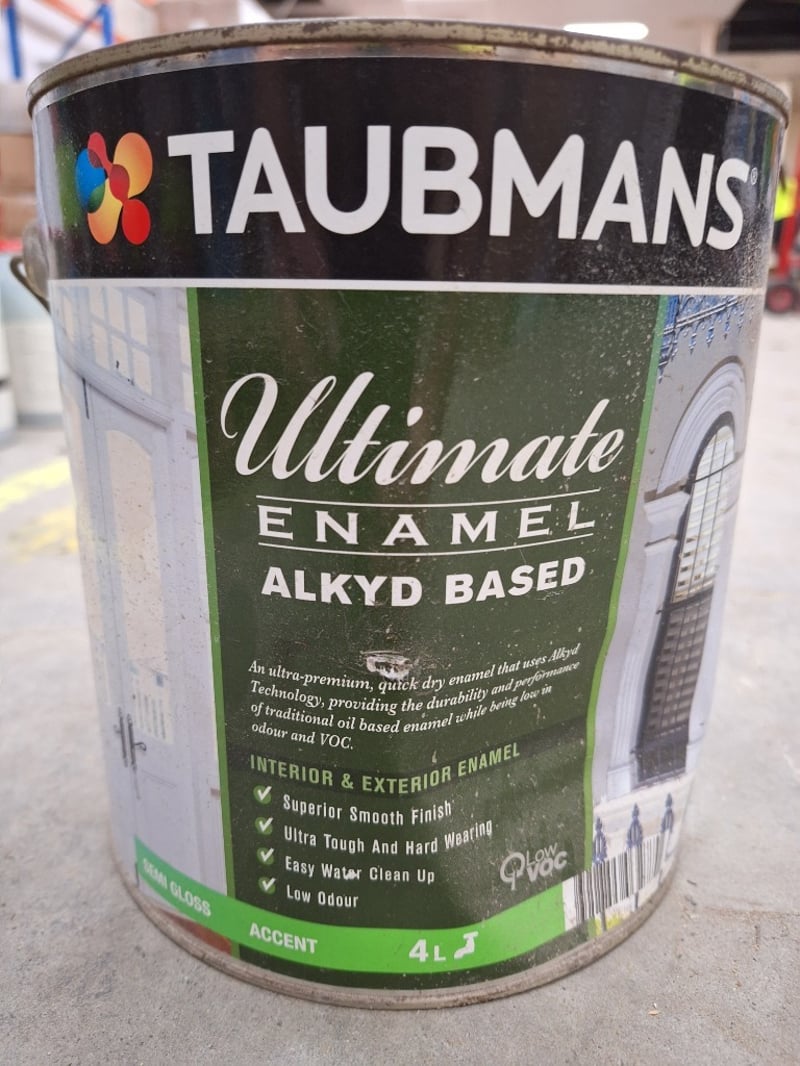 TAUBMANS®
Ultimate
ENAMEL
ALKYD BASED
An ultra-premium, quick dry enamel that uses Alkyd
Technology, providing the durability and performance
of traditional oil based enamel while being low in
odour and VOC.
INTERIOR & EXTERIOR ENAMEL
Superior Smooth Finish
Ultra Tough And Hard Wearing
Easy Water Clean Up
Low Odour
LOW
VOC
SEMI GLOSS
ACCENT
4L